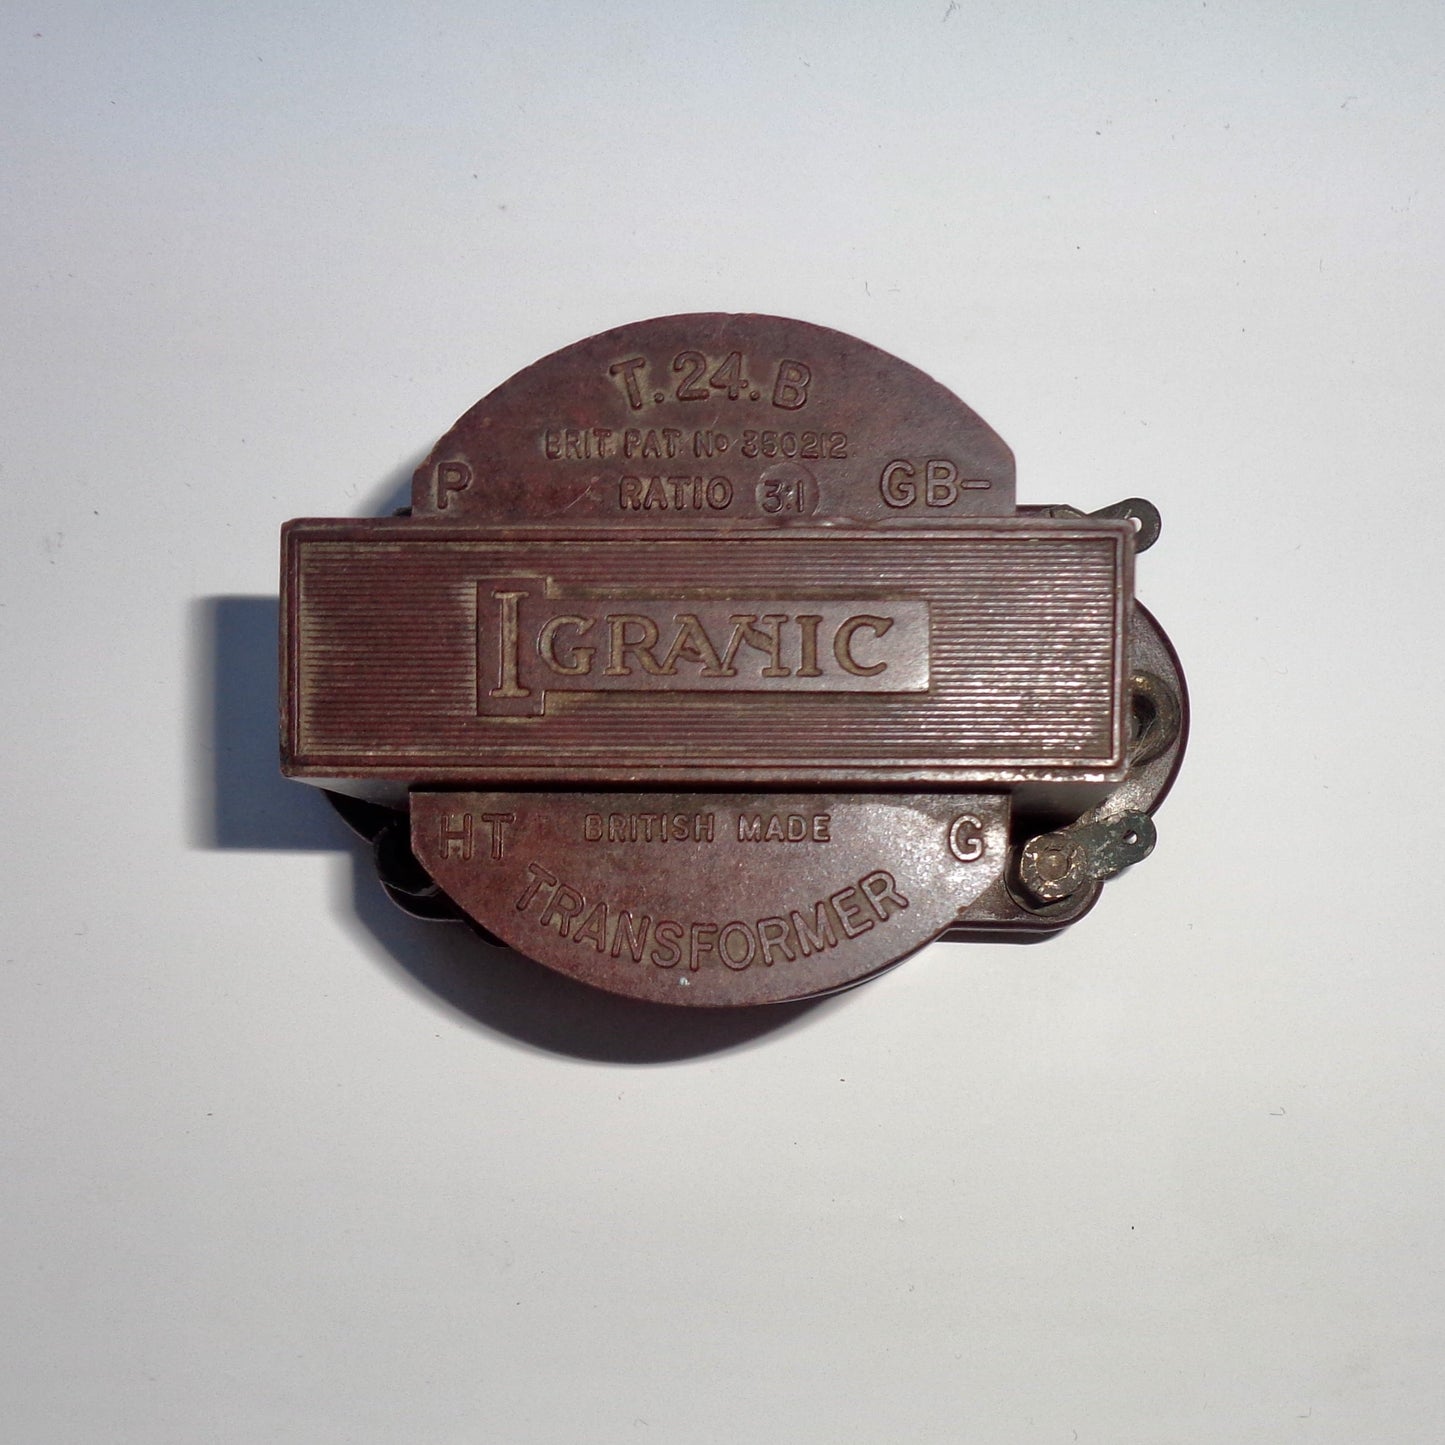 T.24.B
BRIT. PAT. No 350212
P RATIO 3:1 GB-
IGRANIC
HT BRITISH MADE G
TRANSFORMER